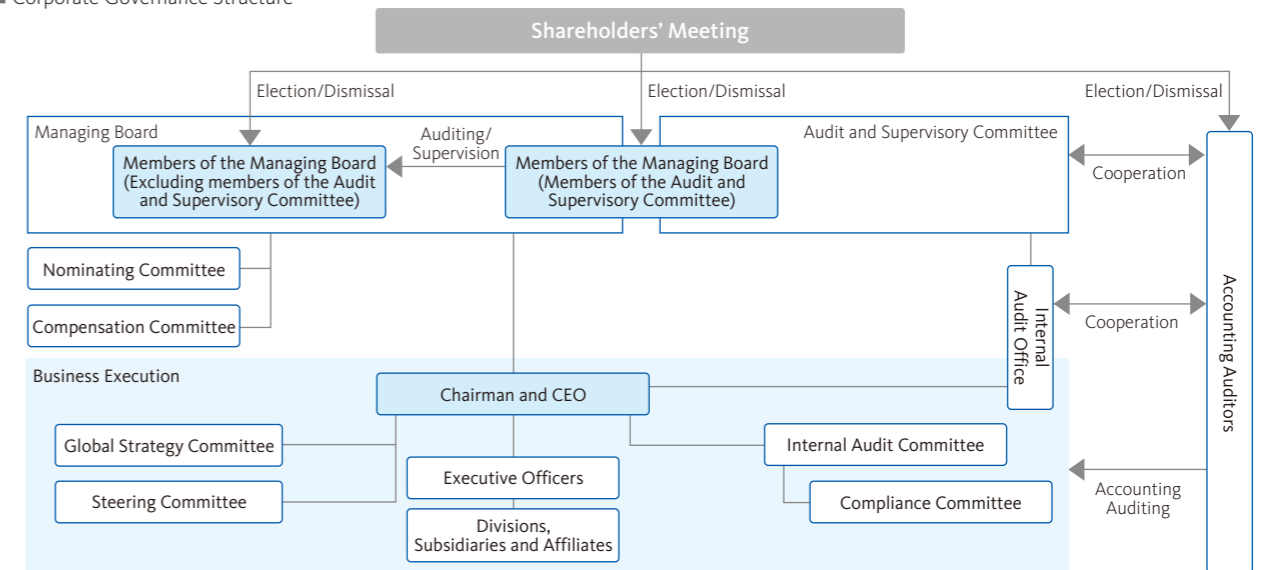 Corporate Governance Structure
Shareholders' Meeting
Election/Dismissal
Election/Dismissal
Election/Dismissal
Managing Board
Auditing/
Supervision
Audit and Supervisory Committee
Members of the Managing Board
(Excluding members of the Audit
and Supervisory Committee)
Members of the Managing Board
(Members of the Audit and
Supervisory Committee)
Cooperation
Nominating Committee
Compensation Committee
Internal
Audit Office
Cooperation
Accounting Auditors
Business Execution
Chairman and CEO
Global Strategy Committee
Steering Committee
Executive Officers
Divisions,
Subsidiaries and Affiliates
Internal Audit Committee
Compliance Committee
Accounting
Auditing